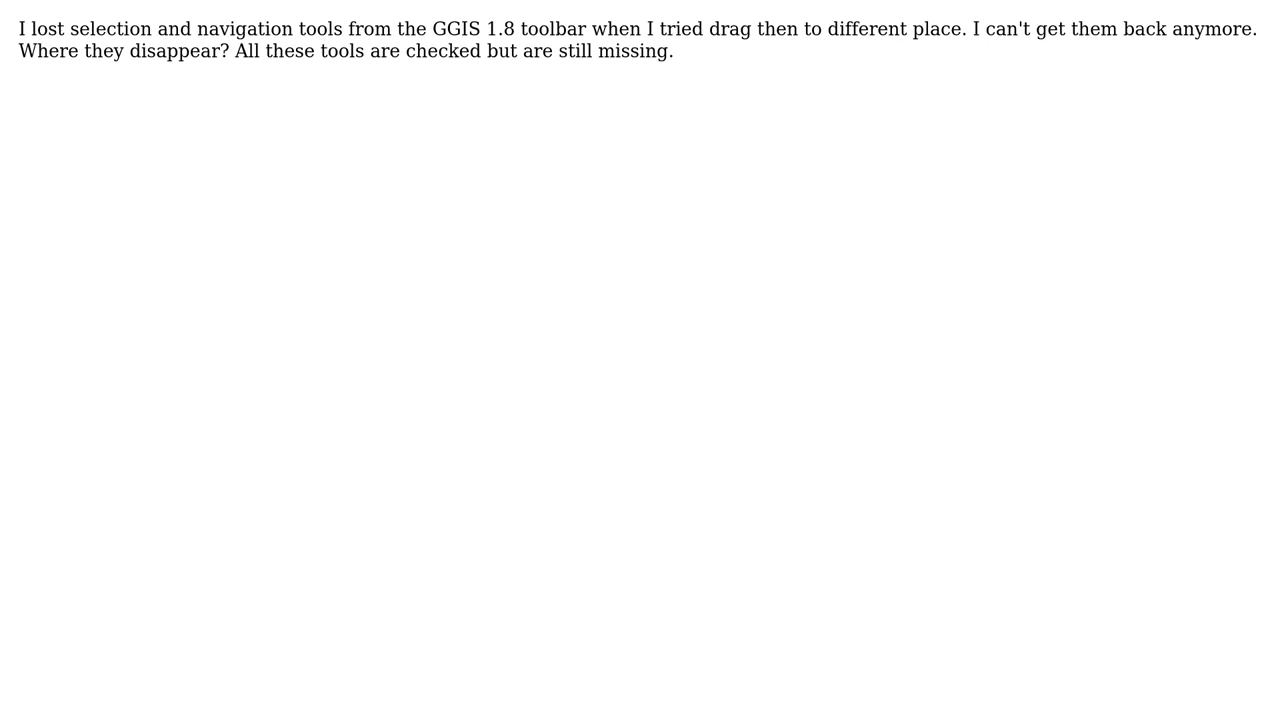 I lost selection and navigation tools from the GGIS 1.8 toolbar when I tried drag then to different place. I can't get them back anymore.
Where they disappear? All these tools are checked but are still missing.